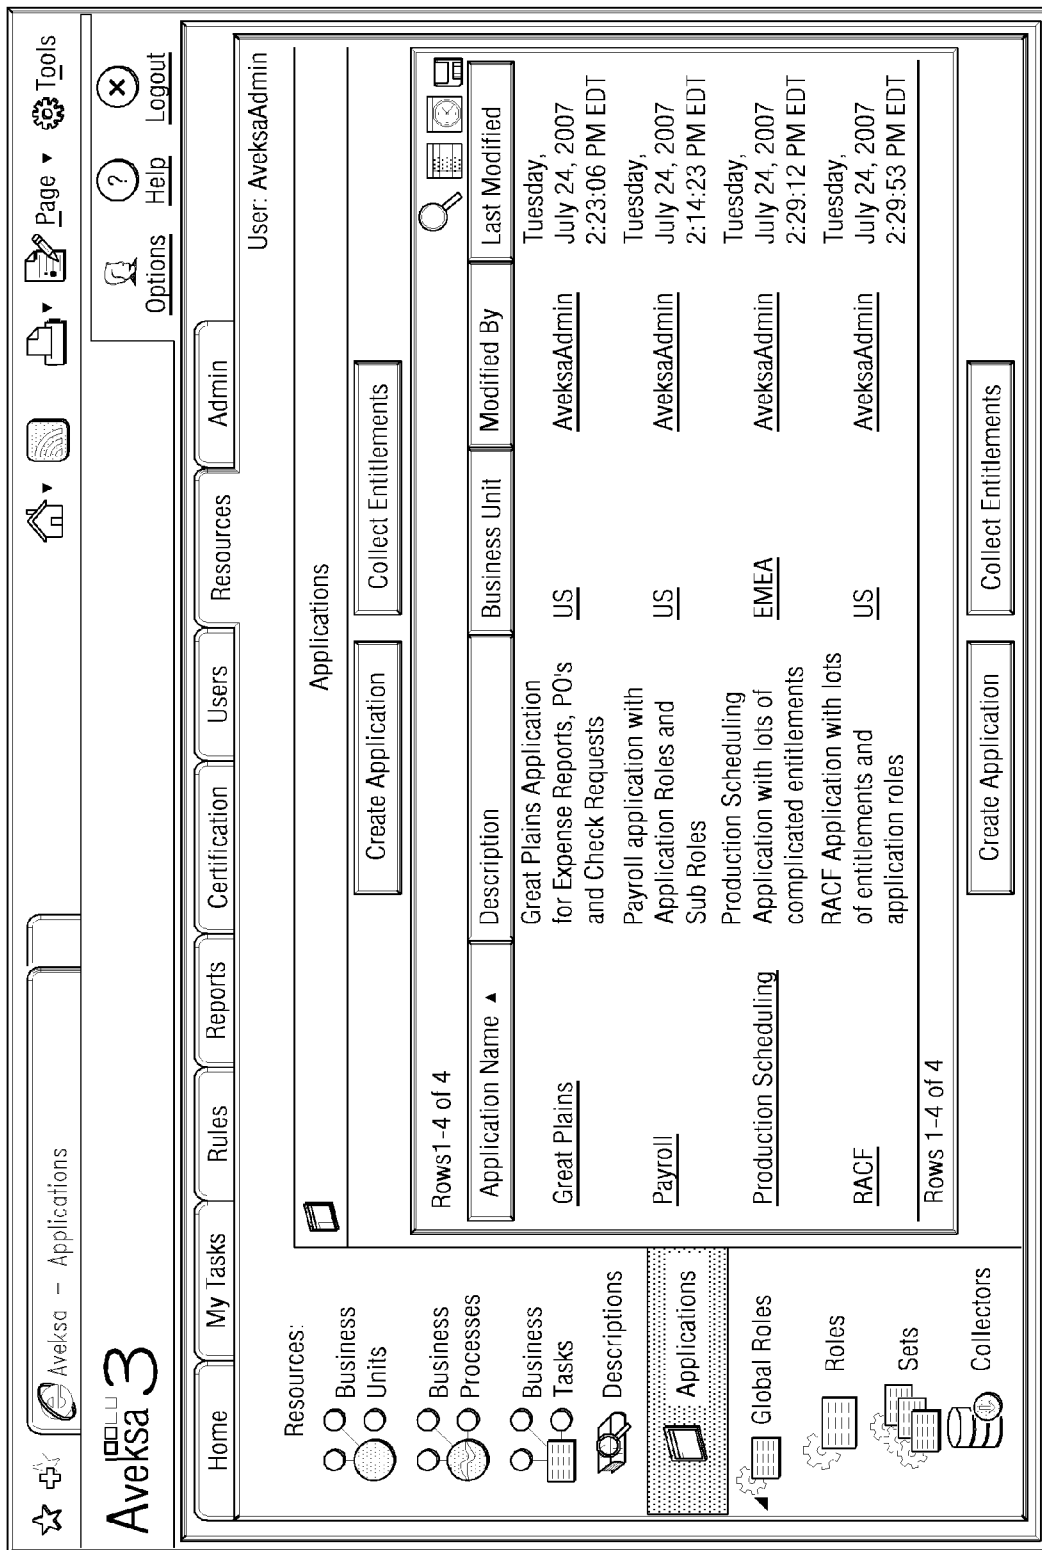 Aveksa – Applications
Page
Tools
Aveksa 3
Options
Help
Logout
Home
My Tasks
Rules
Reports
Certification
Users
Resources
Admin
User: AveksaAdmin
Resources:
Business
Units
Business
Processes
Business
Tasks
Descriptions
Applications
Global Roles
Roles
Sets
Collectors
Applications
Create Application
Collect Entitlements
Rows1-4 of 4
Application Name
Description
Business Unit
Modified By
Last Modified
Great Plains
Great Plains Application
for Expense Reports, PO's
and Check Requests
US
AveksaAdmin
Tuesday,
July 24, 2007
2:23:06 PM EDT
Payroll
Payroll application with
Application Roles and
Sub Roles
US
AveksaAdmin
Tuesday,
July 24, 2007
2:14:23 PM EDT
Production Scheduling
Production Scheduling
Application with lots of
complicated entitlements
EMEA
AveksaAdmin
Tuesday,
July 24, 2007
2:29:12 PM EDT
RACF
RACF Application with lots
of entitlements and
application roles
US
AveksaAdmin
Tuesday,
July 24, 2007
2:29:53 PM EDT
Rows 1-4 of 4
Create Application
Collect Entitlements